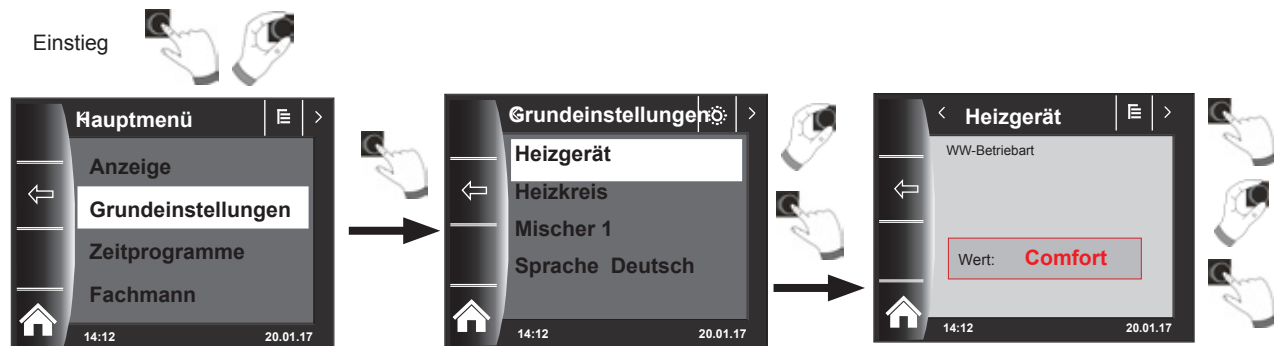 Einstieg
Hauptmenü
Anzeige
Grundeinstellungen
Zeitprogramme
Fachmann
14:12 20.01.17
Grundeinstellungen
Heizgerät
Heizkreis
Mischer 1
Sprache Deutsch
14:12 20.01.17
Heizgerät
WW-Betriebart
Wert: Comfort
14:12 20.01.17